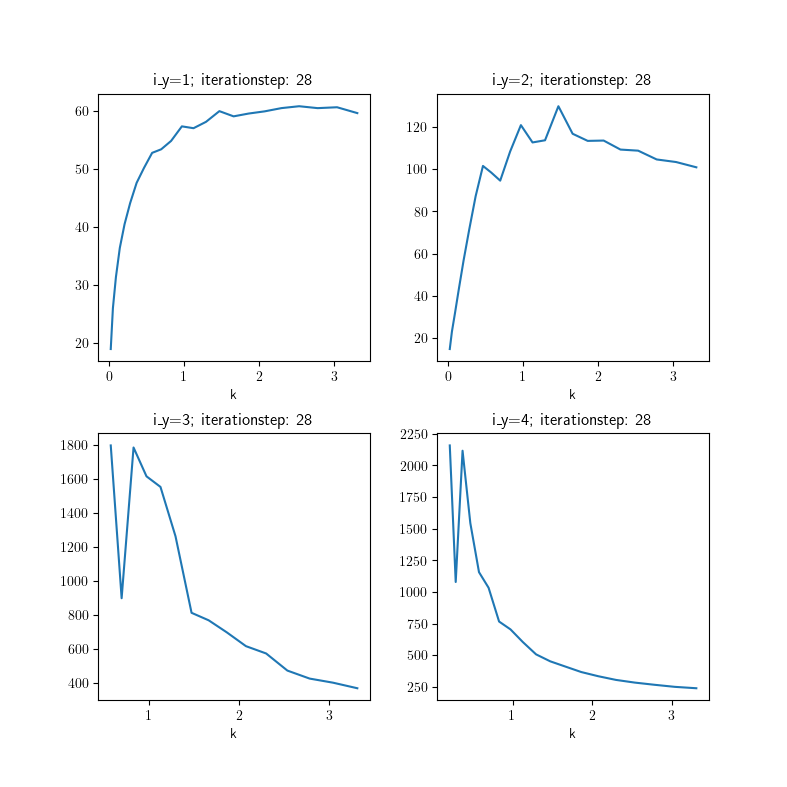 i_y=1; iterationstep: 28
60
50
40
30
20
0 1 2 3
k
i_y=2; iterationstep: 28
120
100
80
60
40
20
0 1 2 3
k
i_y=3; iterationstep: 28
1800
1600
1400
1200
1000
800
600
400
1 2 3
k
i_y=4; iterationstep: 28
2250
2000
1750
1500
1250
1000
750
500
250
1 2 3
k